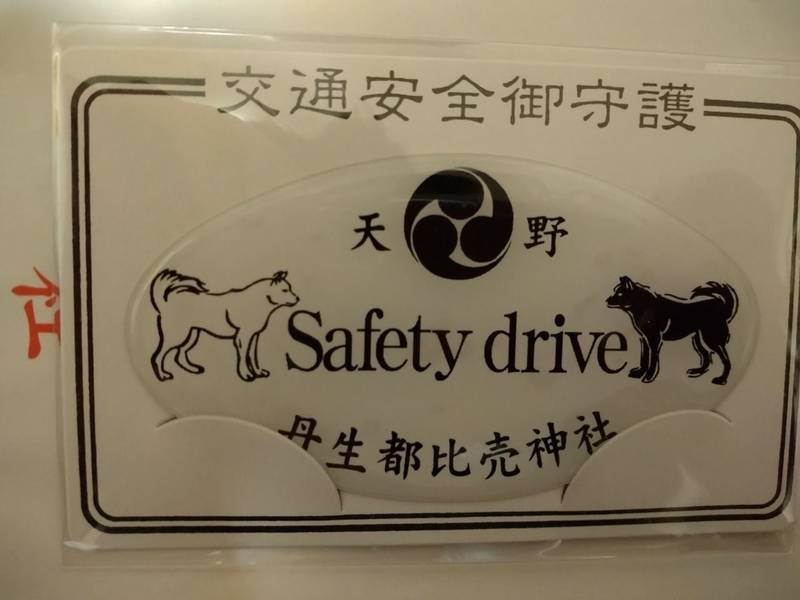 交通安全御守護
天野
Safety drive
丹生都比売神社